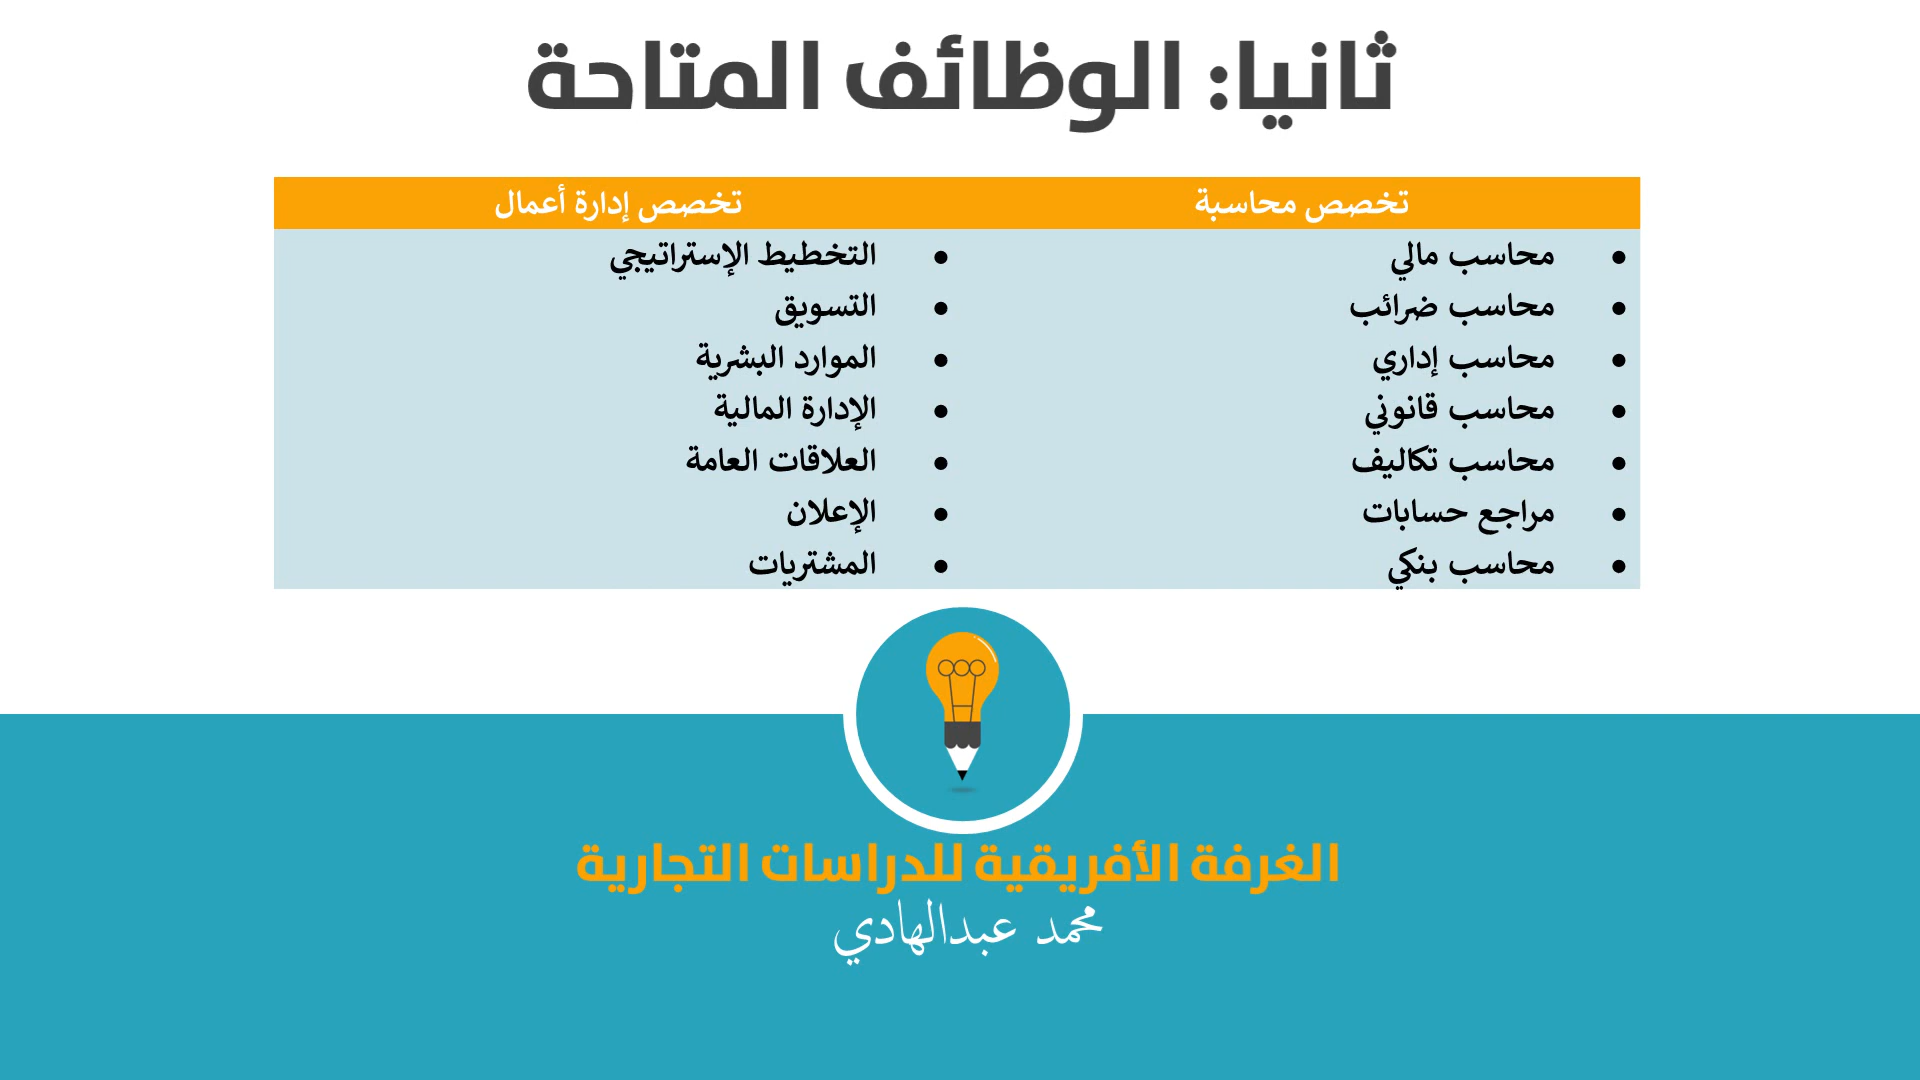 ثانيا: الوظائف المتاحة
تخصص محاسبة
تخصص إدارة أعمال
• محاسب مالي
• محاسب ضرائب
• محاسب إداري
• محاسب قانوني
• محاسب تكاليف
• مراجع حسابات
• محاسب بنكي
• التخطيط الإستراتيجي
• التسويق
• الموارد البشرية
• الإدارة المالية
• العلاقات العامة
• الإعلان
• المشتريات
الغرفة الأفريقية للدراسات التجارية
محمد عبدالهادي